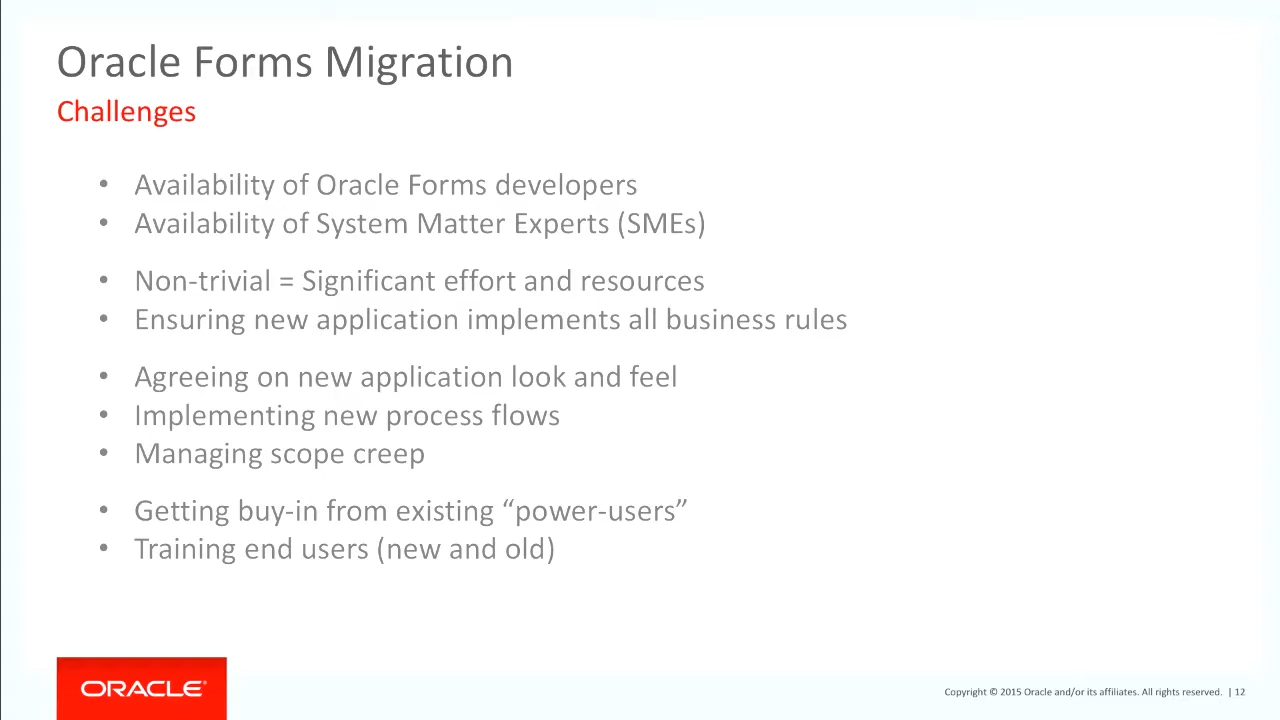 Oracle Forms Migration
Challenges
• Availability of Oracle Forms developers
• Availability of System Matter Experts (SMEs)
• Non-trivial = Significant effort and resources
• Ensuring new application implements all business rules
• Agreeing on new application look and feel
• Implementing new process flows
• Managing scope creep
• Getting buy-in from existing “power-users”
• Training end users (new and old)
ORACLE®
Copyright © 2015 Oracle and/or its affiliates. All rights reserved. | 12